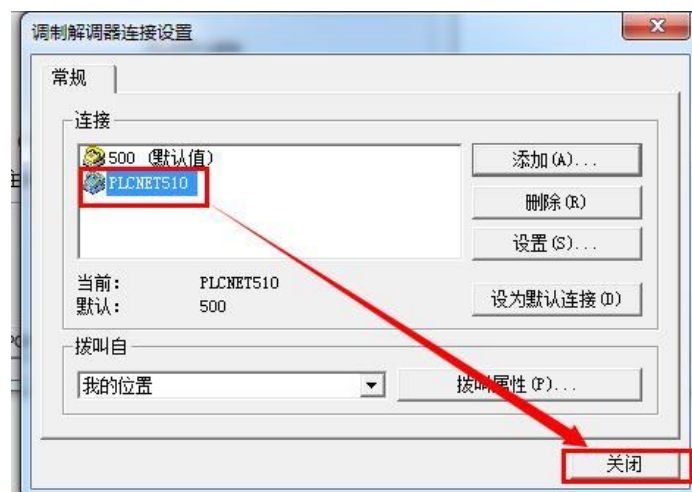 调制解调器连接设置
常规
连接
500 (默认值)
PLCNET510
添加(A)...
删除(R)
设置(S)...
当前: PLCNET510
默认: 500
设为默认连接(D)
拨叫自
我的位置
拨叫属性(P)...
关闭